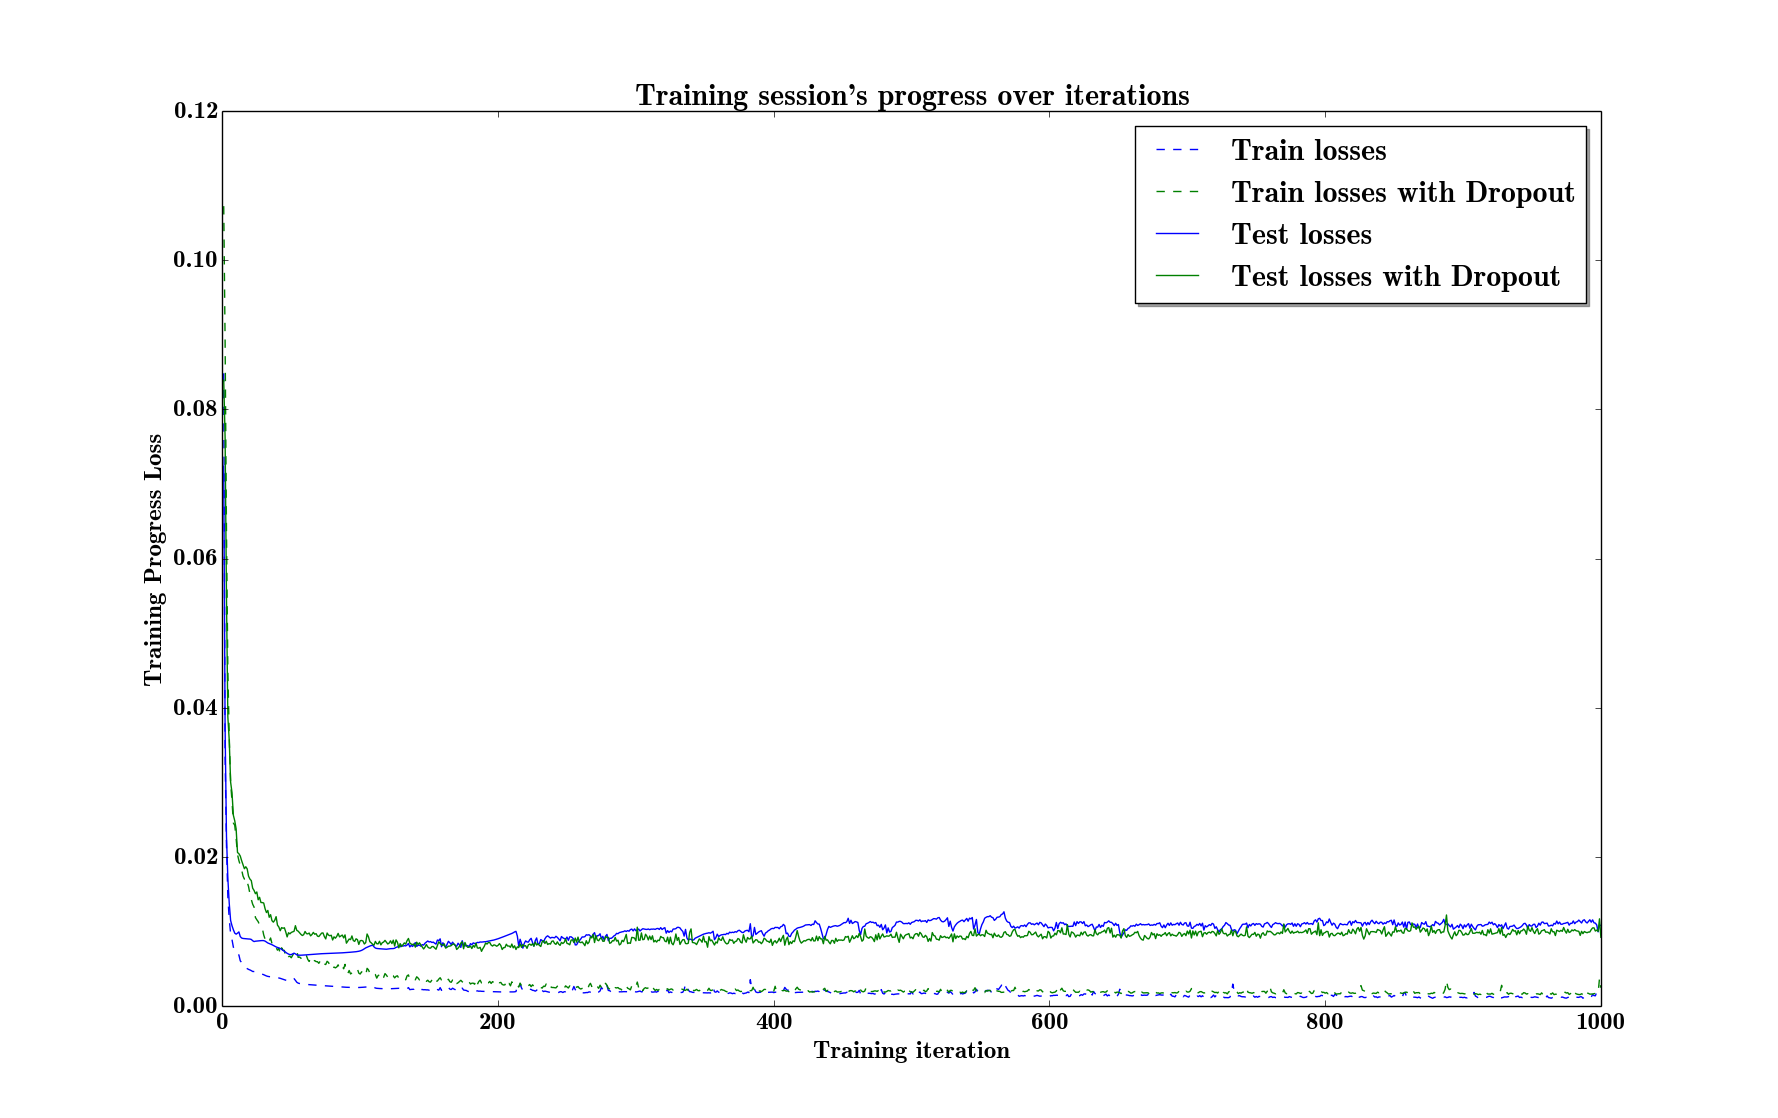 Training session's progress over iterations
0.12
0.10
0.08
0.06
0.04
0.02
0.00
Training Progress Loss
Train losses
Train losses with Dropout
Test losses
Test losses with Dropout
0 200 400 600 800 1000
Training iteration